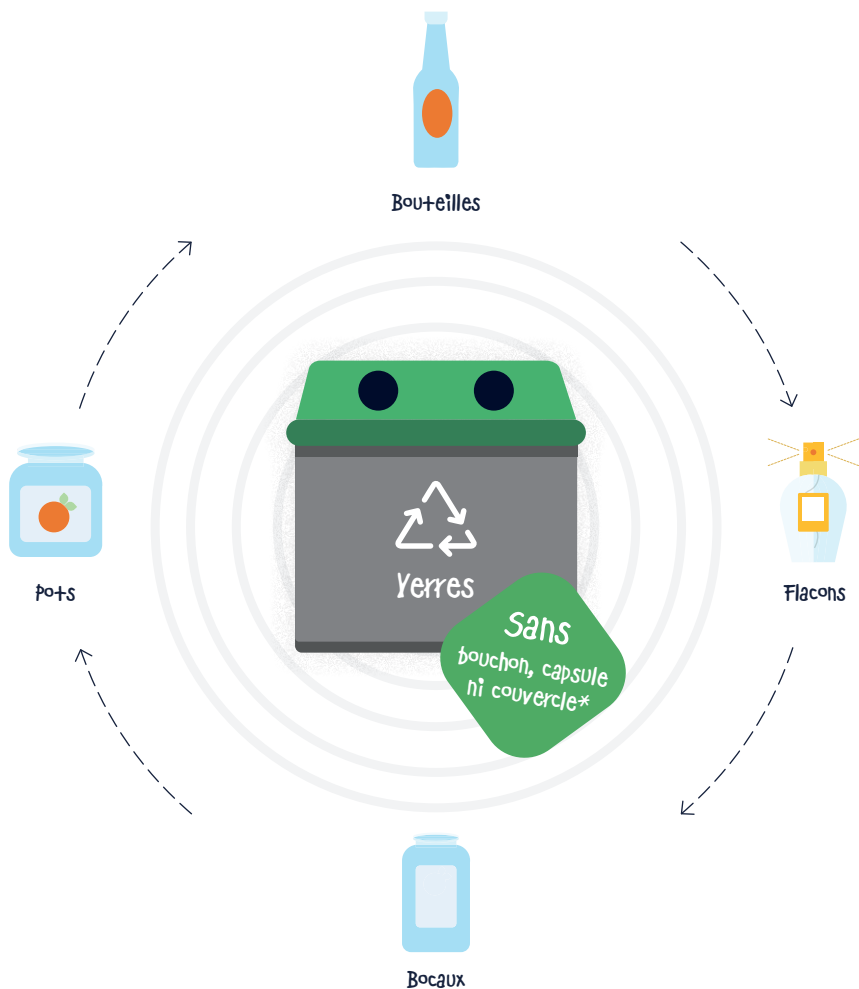 Bouteilles
Pots
Verres
Flacons
Sans
bouchon, capsule
ni couvercle*
Bocaux